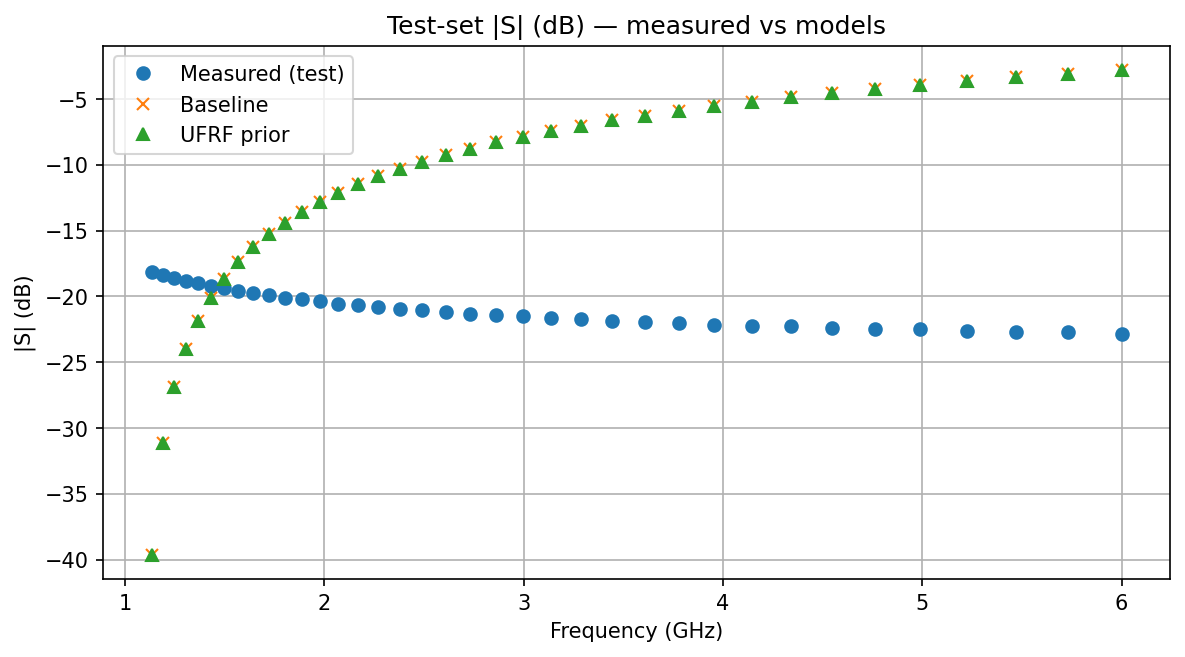 Test-set |S| (dB) — measured vs models
Measured (test)
Baseline
UFRF prior
|S| (dB)
−5
−10
−15
−20
−25
−30
−35
−40
1 2 3 4 5 6
Frequency (GHz)